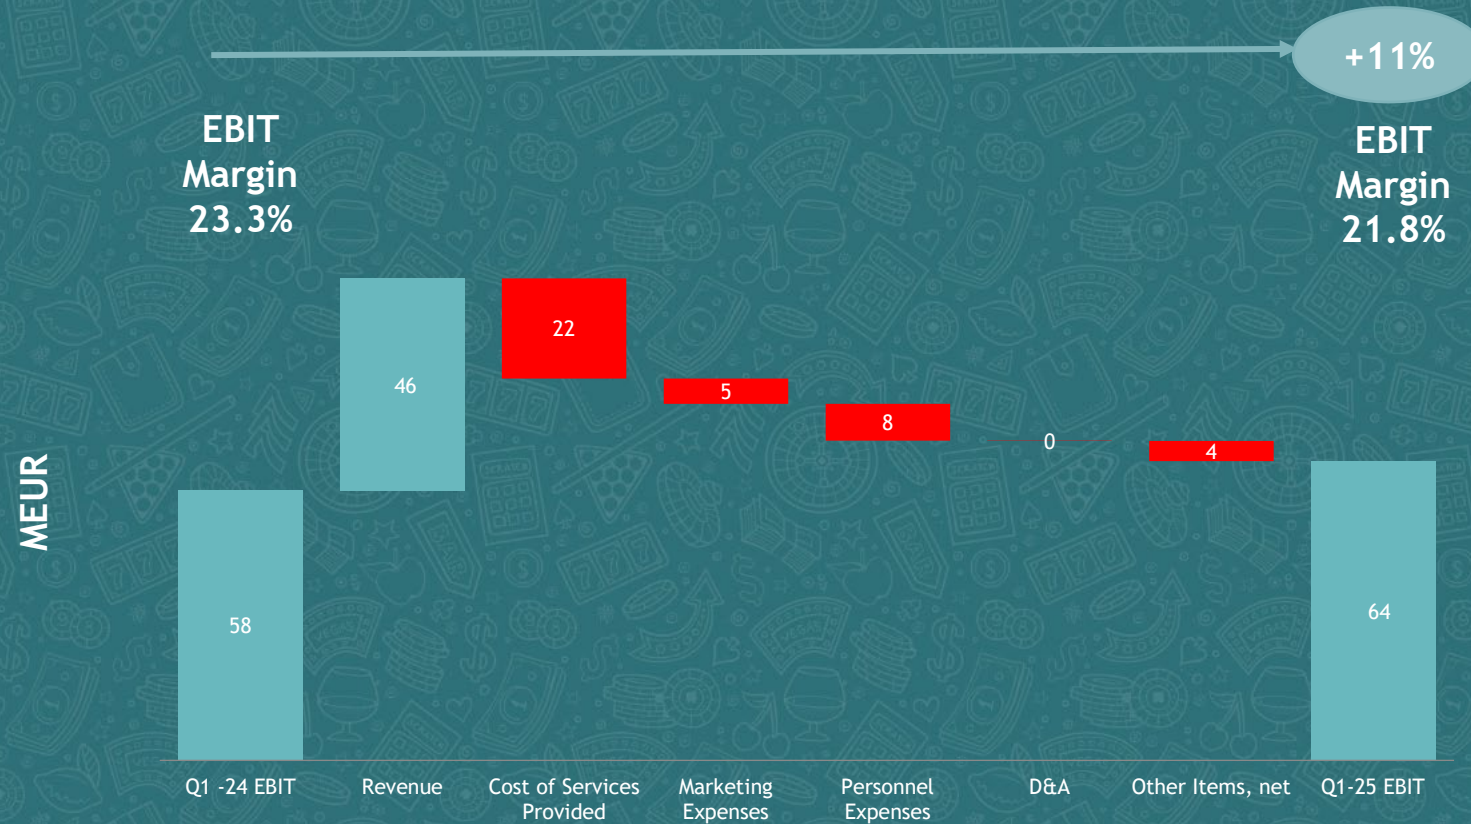 +11%
EBIT
Margin
23.3%
EBIT
Margin
21.8%
MEUR
58
46
22
5
8
0
4
64
Q1 -24 EBIT
Revenue
Cost of Services
Provided
Marketing
Expenses
Personnel
Expenses
D&A
Other Items, net
Q1-25 EBIT